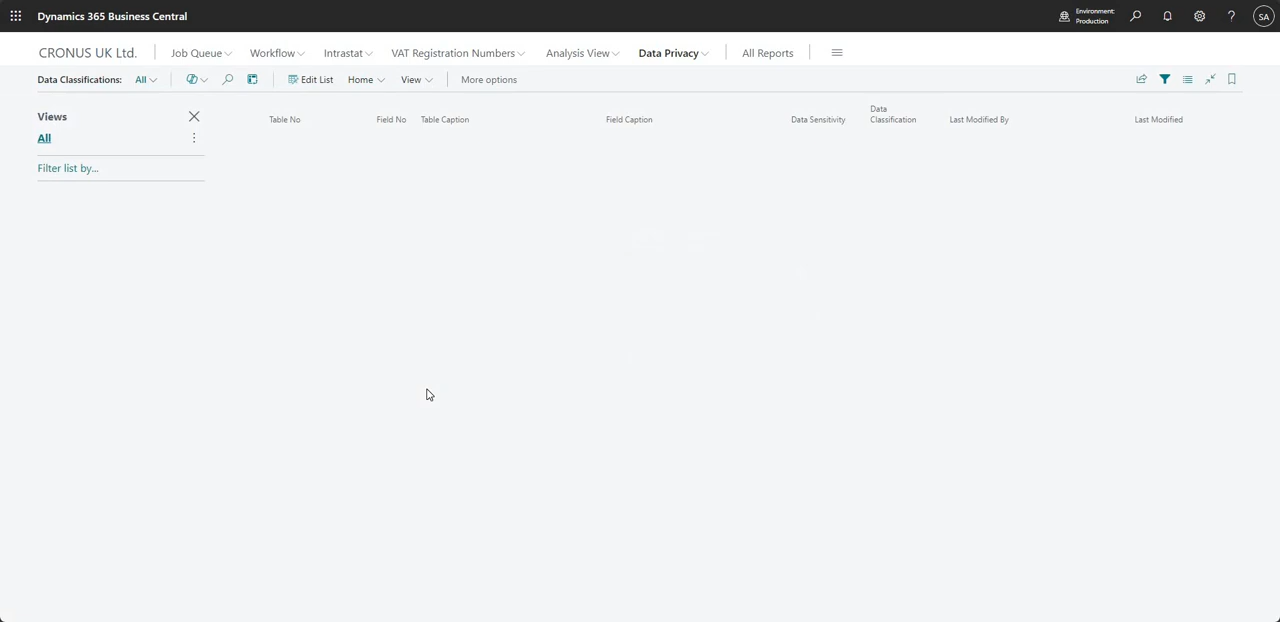 Dynamics 365 Business Central
Environment:
Production
SA
CRONUS UK Ltd.
Job Queue
Workflow
Intrastat
VAT Registration Numbers
Analysis View
Data Privacy
All Reports
Data Classifications:
All
Edit List
Home
View
More options
Views
All
Filter list by...
Table No
Field No
Table Caption
Field Caption
Data Sensitivity
Data
Classification
Last Modified By
Last Modified